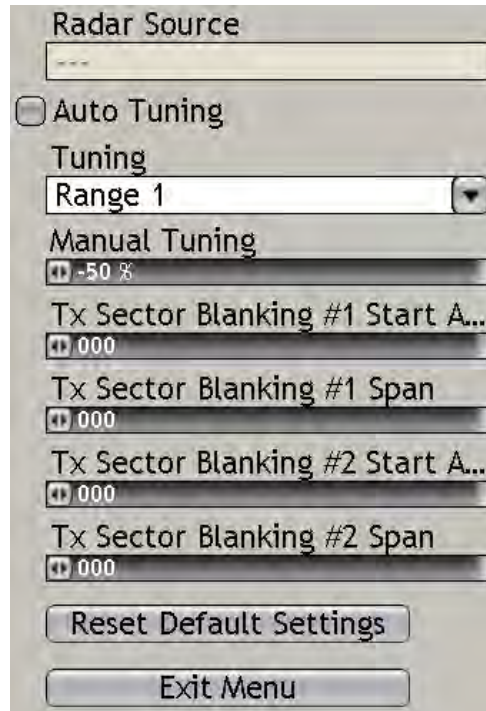 Radar Source
---
Auto Tuning
Tuning
Range 1
Manual Tuning
-50 %
Tx Sector Blanking #1 Start A...
000
Tx Sector Blanking #1 Span
000
Tx Sector Blanking #2 Start A...
000
Tx Sector Blanking #2 Span
000
Reset Default Settings
Exit Menu